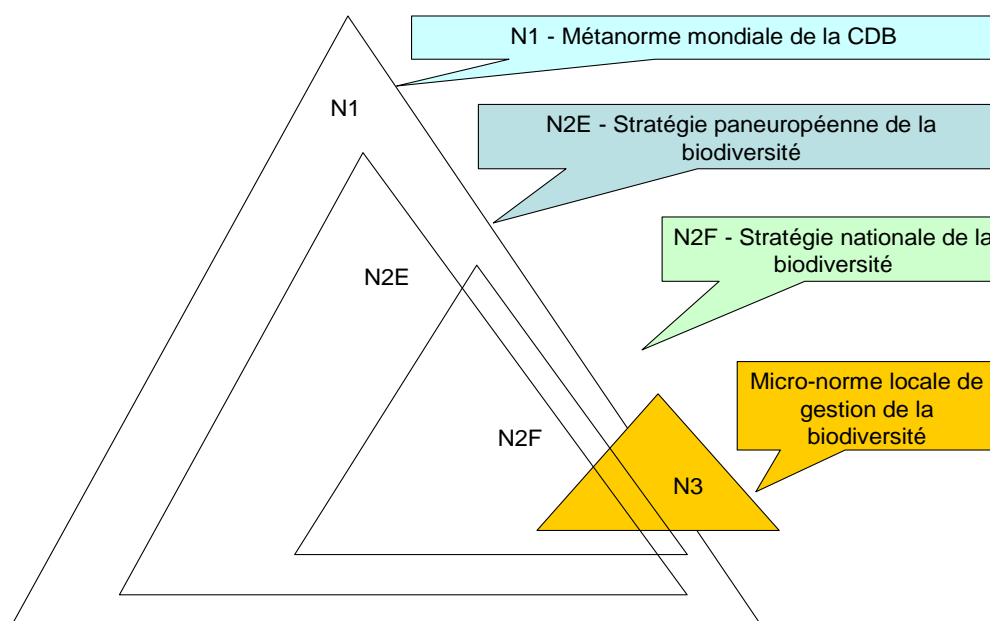 N1 - Métanorme mondiale de la CDB
N1
N2E - Stratégie paneuropéenne de la
biodiversité
N2F - Stratégie nationale de la
biodiversité
N2E
Micro-norme locale de
gestion de la
biodiversité
N2F
N3